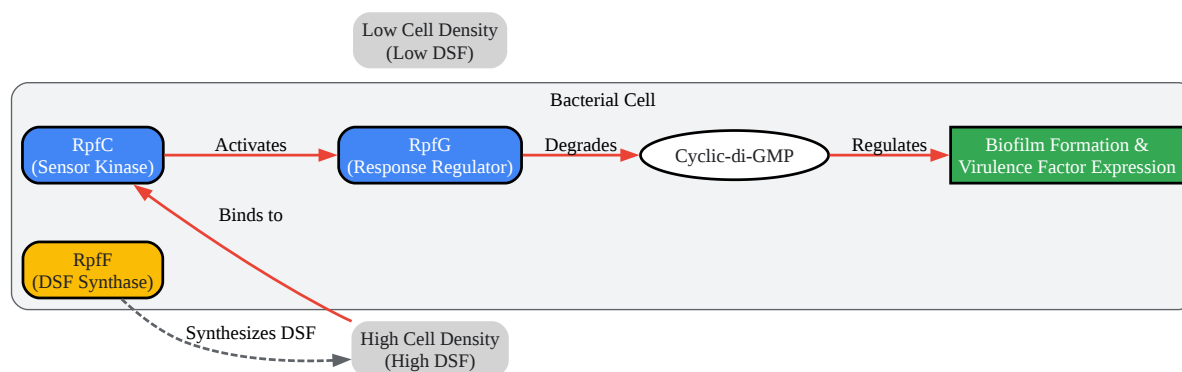 Low Cell Density
(Low DSF)
Bacterial Cell
RpfC
(Sensor Kinase)
Activates
RpfG
(Response Regulator)
Degrades
Cyclic-di-GMP
Regulates
Biofilm Formation &
Virulence Factor Expression
Binds to
RpfF
(DSF Synthase)
Synthesizes DSF
High Cell Density
(High DSF)